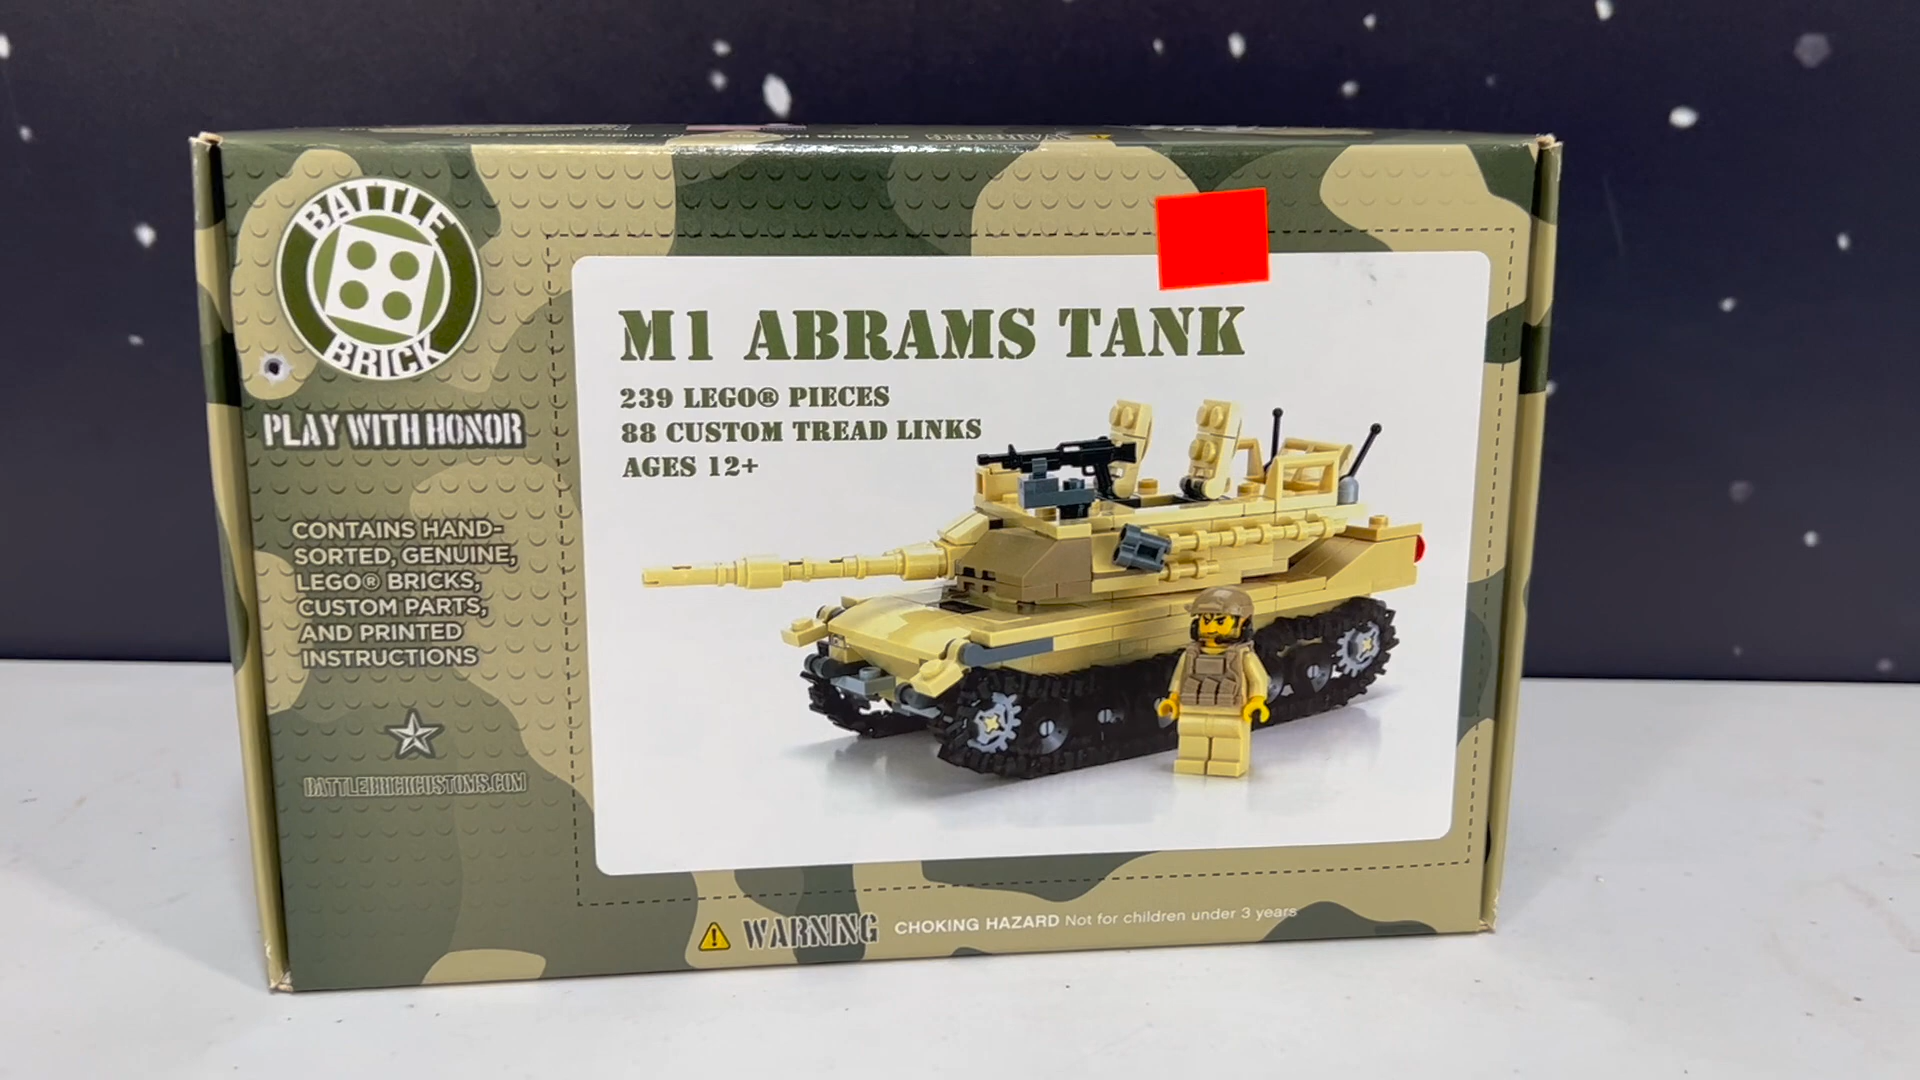 BATTLE
BRICK
PLAY WITH HONOR
CONTAINS HAND-
SORTED, GENUINE,
LEGO® BRICKS,
CUSTOM PARTS,
AND PRINTED
INSTRUCTIONS
BATTLEBRICKCUSTOMS.COM
M1 ABRAMS TANK
239 LEGO® PIECES
88 CUSTOM TREAD LINKS
AGES 12+
WARNING CHOKING HAZARD Not for children under 3 years